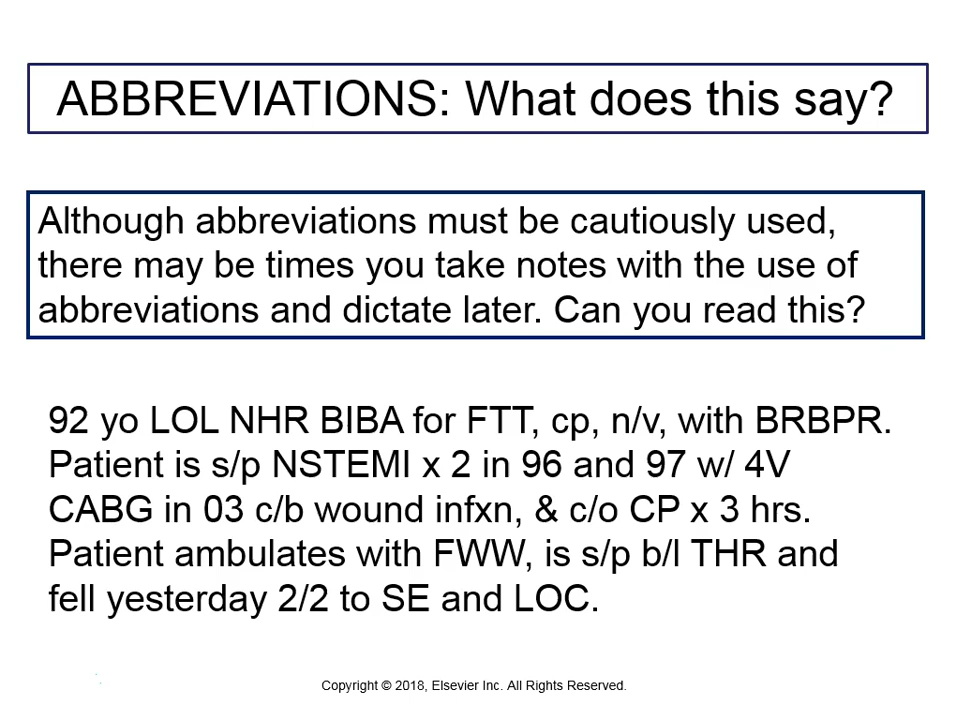 ABBREVIATIONS: What does this say?
Although abbreviations must be cautiously used,
there may be times you take notes with the use of
abbreviations and dictate later. Can you read this?
92 yo LOL NHR BIBA for FTT, cp, n/v, with BRBPR.
Patient is s/p NSTEMI x 2 in 96 and 97 w/ 4V
CABG in 03 c/b wound infxn, & c/o CP x 3 hrs.
Patient ambulates with FWW, is s/p b/l THR and
fell yesterday 2/2 to SE and LOC.
Copyright © 2018, Elsevier Inc. All Rights Reserved.